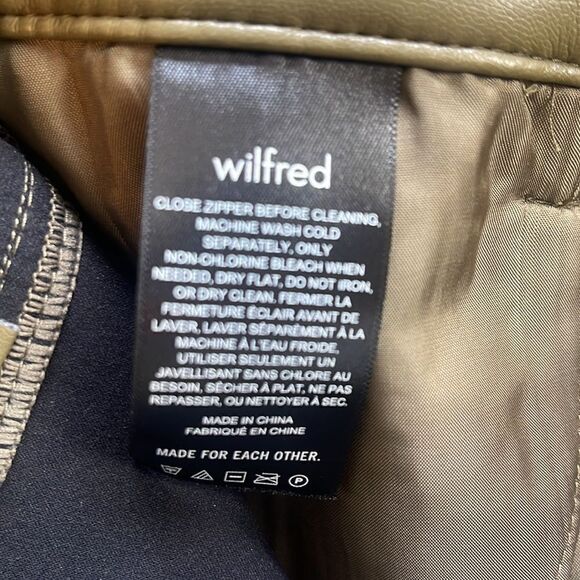 wilfred
CLOSE ZIPPER BEFORE CLEANING,
MACHINE WASH COLD
SEPARATELY, ONLY
NON-CHLORINE BLEACH WHEN
NEEDED, DRY FLAT, DO NOT IRON,
OR DRY CLEAN. FERMER LA
FERMETURE ÉCLAIR AVANT DE
LAVER, LAVER SÉPARÉMENT À LA
MACHINE À L'EAU FROIDE,
UTILISER SEULEMENT UN
JAVELLISANT SANS CHLORE AU
BESOIN, SÉCHER À PLAT, NE PAS
REPASSER, OU NETTOYER À SEC.
MADE IN CHINA
FABRIQUÉ EN CHINE
MADE FOR EACH OTHER.
P